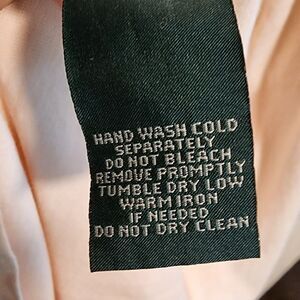 HAND WASH COLD
SEPARATELY
DO NOT BLEACH
REMOVE PROMPTLY
TUMBLE DRY LOW
WARM IRON
IF NEEDED
DO NOT DRY CLEAN